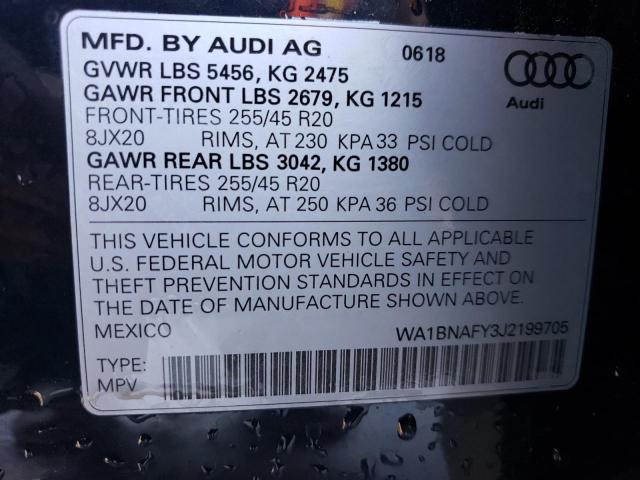 MFD. BY AUDI AG 0618
GVWR LBS 5456, KG 2475
GAWR FRONT LBS 2679, KG 1215
FRONT-TIRES 255/45 R20
8JX20 RIMS, AT 230 KPA 33 PSI COLD
GAWR REAR LBS 3042, KG 1380
REAR-TIRES 255/45 R20
8JX20 RIMS, AT 250 KPA 36 PSI COLD
Audi
THIS VEHICLE CONFORMS TO ALL APPLICABLE
U.S. FEDERAL MOTOR VEHICLE SAFETY AND
THEFT PREVENTION STANDARDS IN EFFECT ON
THE DATE OF MANUFACTURE SHOWN ABOVE.
MEXICO WA1BNAFY3J2199705
TYPE:
MPV